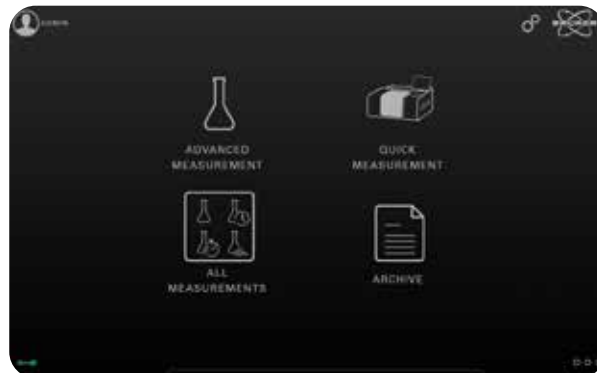 ADVANCED
MEASUREMENT
QUICK
MEASUREMENT
ALL
MEASUREMENTS
ARCHIVE